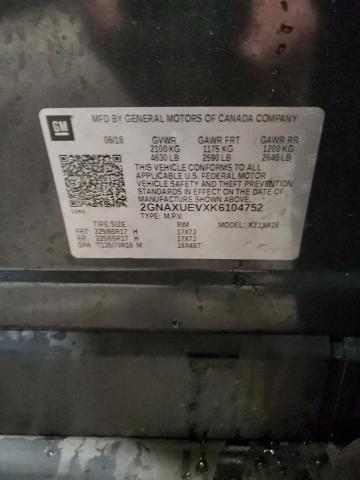 MFD BY GENERAL MOTORS OF CANADA COMPANY
GM
06/18 GVWR GAWR FRT GAWR RR
2100 KG 1175 KG 1200 KG
4630 LB 2590 LB 2645 LB
THIS VEHICLE CONFORMS TO ALL
APPLICABLE U.S. FEDERAL MOTOR
VEHICLE SAFETY AND THEFT PREVENTION
STANDARDS IN EFFECT ON THE DATE OF
MANUFACTURE SHOWN ABOVE.
2GNAXUEVXK6104752
TYPE: M.P.V.
TIRE SIZE RIM MODEL: X21XR26
FRT 225/65R17 H 17X7J
RR 225/65R17 H 17X7J
SPA T135/70R16 M 16X4BT